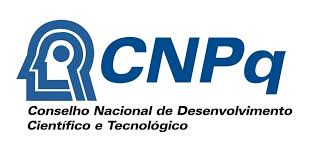 CNPq
Conselho Nacional de Desenvolvimento
Científico e Tecnológico